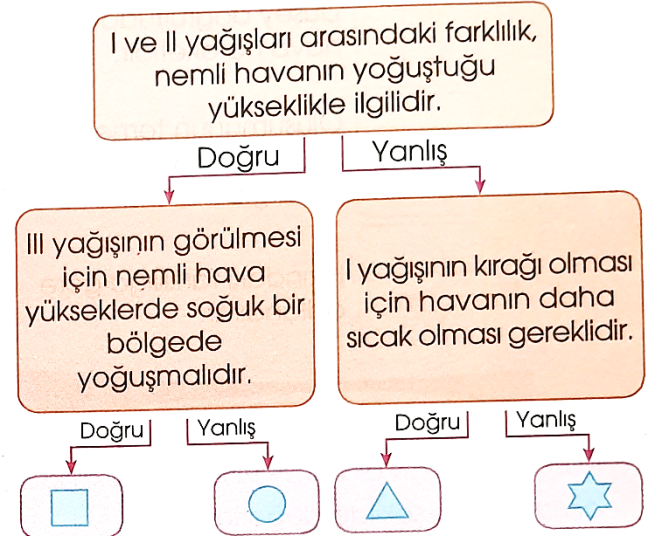 I ve II yağışları arasındaki farklılık,
nemli havanın yoğuştuğu
yükseklikle ilgilidir.
Doğru
Yanlış
III yağışının görülmesi
için nemli hava
yükseklerde soğuk bir
bölgede
yoğuşmalıdır.
I yağışının kırağı olması
için havanın daha
sıcak olması gereklidir.
Doğru
Yanlış
Doğru
Yanlış